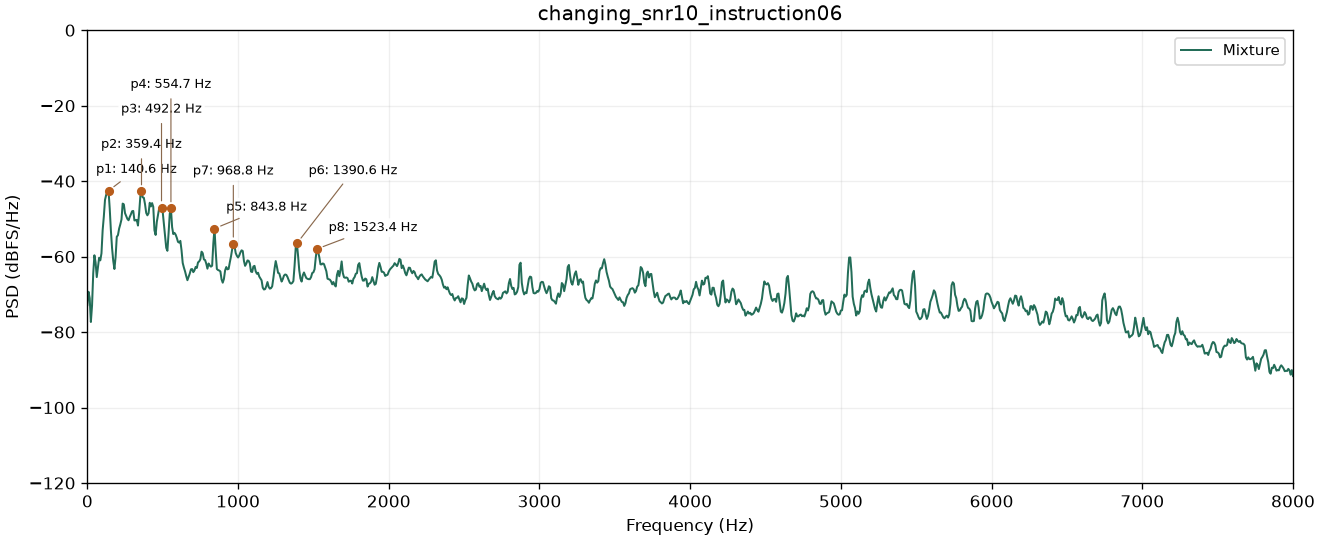 changing_snr10_instruction06
Mixture
p4: 554.7 Hz
p3: 492.2 Hz
p2: 359.4 Hz
p1: 140.6 Hz
p7: 968.8 Hz
p6: 1390.6 Hz
p5: 843.8 Hz
p8: 1523.4 Hz
PSD (dBFS/Hz)
0
−20
−40
−60
−80
−100
−120
0 1000 2000 3000 4000 5000 6000 7000 8000
Frequency (Hz)